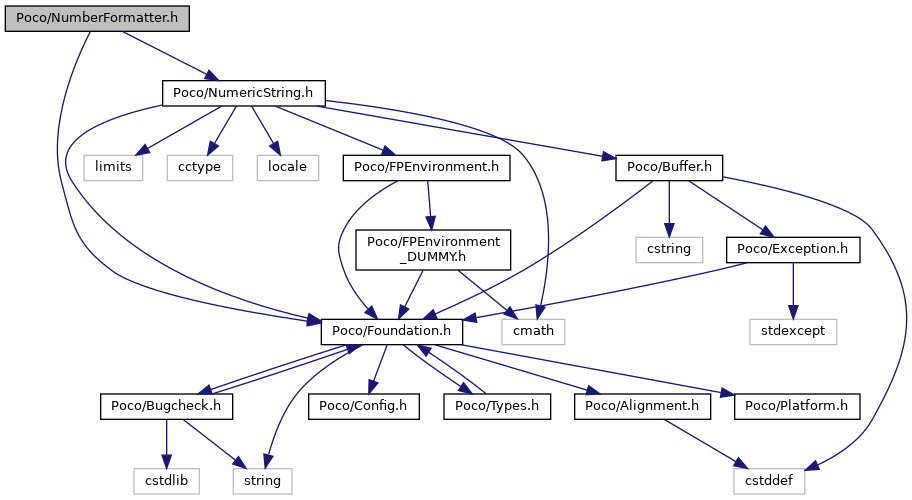 Poco/NumberFormatter.h
Poco/NumericString.h
limits
cctype
locale
Poco/FPEnvironment.h
Poco/Buffer.h
Poco/FPEnvironment
_DUMMY.h
cstring
Poco/Exception.h
Poco/Foundation.h
cmath
stdexcept
Poco/Bugcheck.h
Poco/Config.h
Poco/Types.h
Poco/Alignment.h
Poco/Platform.h
cstdlib
string
cstddef